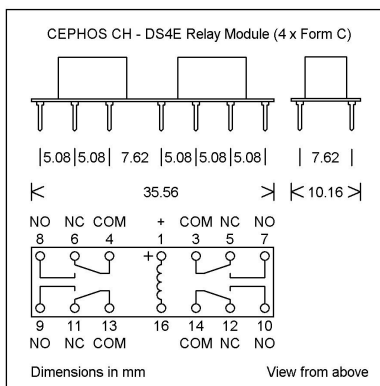 CEPHOS CH - DS4E Relay Module (4 x Form C)
5.08 5.08 7.62 5.08 5.08 5.08 7.62
35.56 10.16
NO NC COM + COM NC NO
8 6 4 1 3 5 7
+
9 11 13 16 14 12 10
NO NC COM COM NC NO
Dimensions in mm View from above